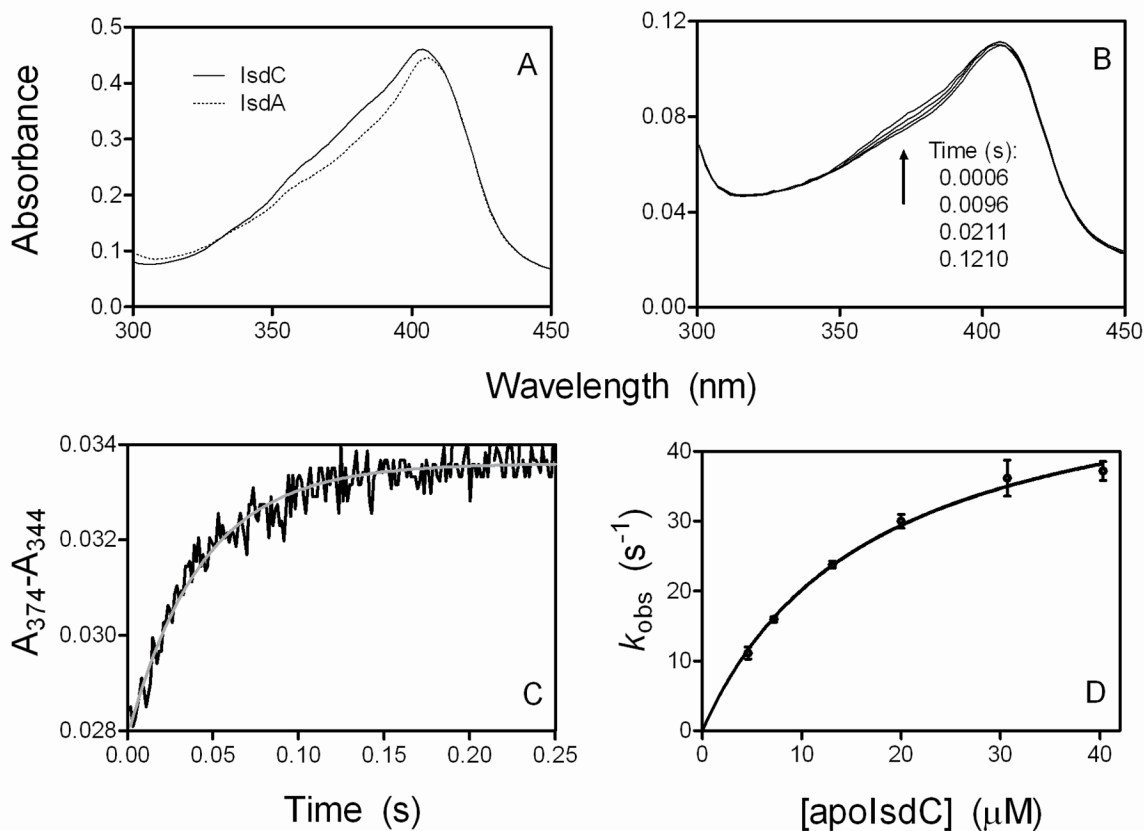 0.5
0.4
0.3
0.2
0.1
0.0
300 350 400 450
IsdC
IsdA
A
0.12
0.08
0.04
0.00
300 350 400 450
B
Time (s):
0.0006
0.0096
0.0211
0.1210
Absorbance
Wavelength (nm)
0.034
0.032
0.030
0.028
0.00 0.05 0.10 0.15 0.20 0.25
C
A374-A344
Time (s)
40
30
20
10
0
0 10 20 30 40
D
kobs (s-1)
[apoIsdC] (μM)